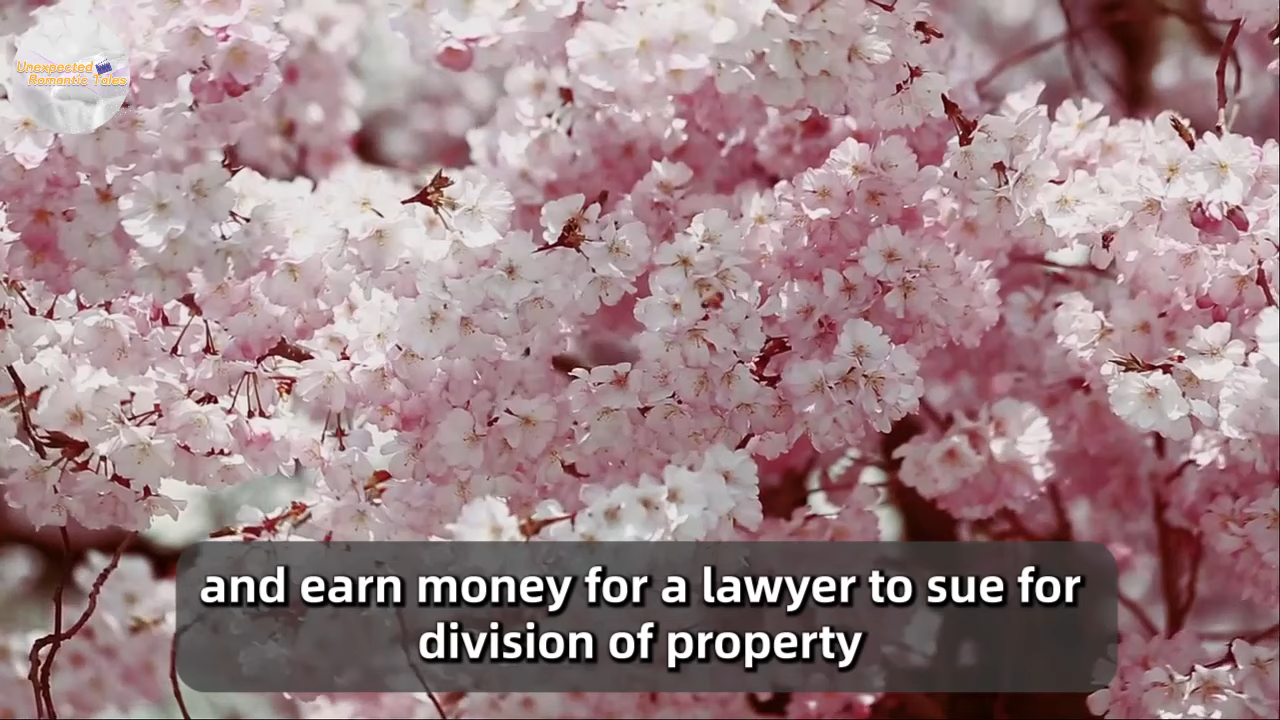 Unexpected
Romantic Tales
and earn money for a lawyer to sue for
division of property